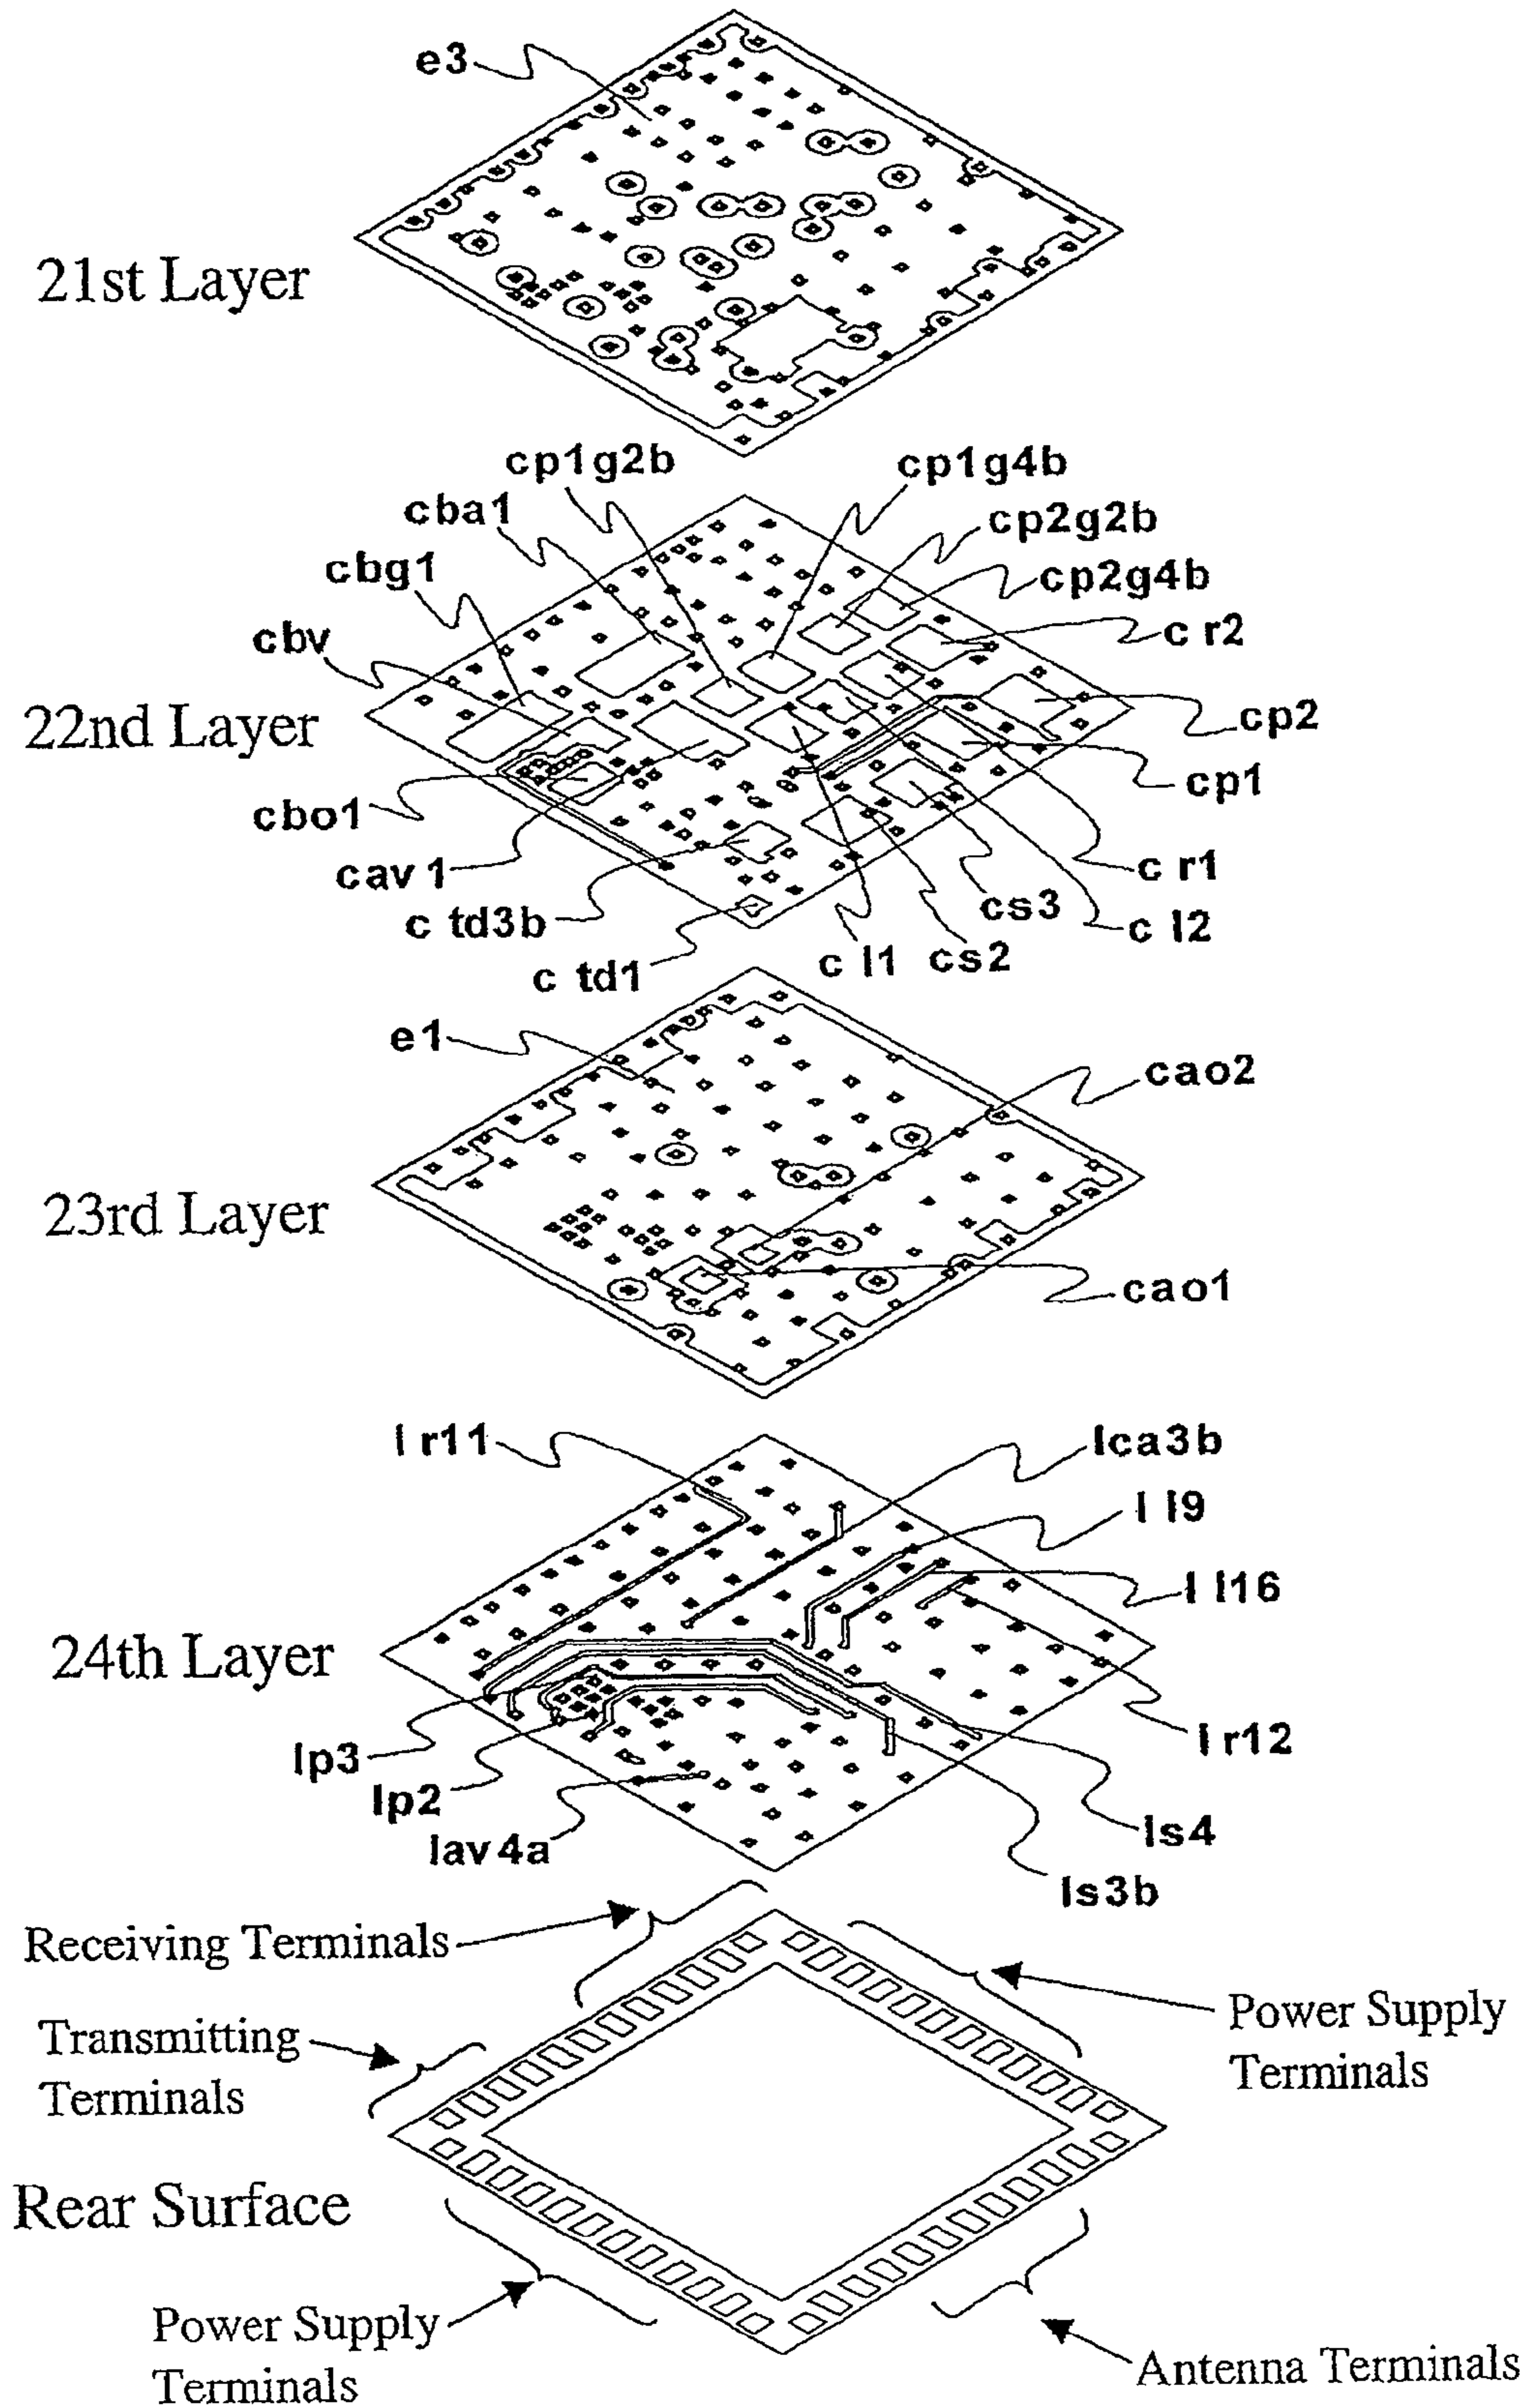 e3
21st Layer
cp1g2b
cp1g4b
cba1
cp2g2b
cbg1
cp2g4b
cbv
c r2
22nd Layer
cp2
cp1
cbo1
cav1
c r1
cs3
c td3b
c l2
c l1
cs2
c td1
e1
cao2
23rd Layer
cao1
l r11
lca3b
l l9
l l16
24th Layer
lp3
l r12
lp2
lav4a
ls4
ls3b
Receiving Terminals
Transmitting
Terminals
Power Supply
Terminals
Rear Surface
Power Supply
Terminals
Antenna Terminals